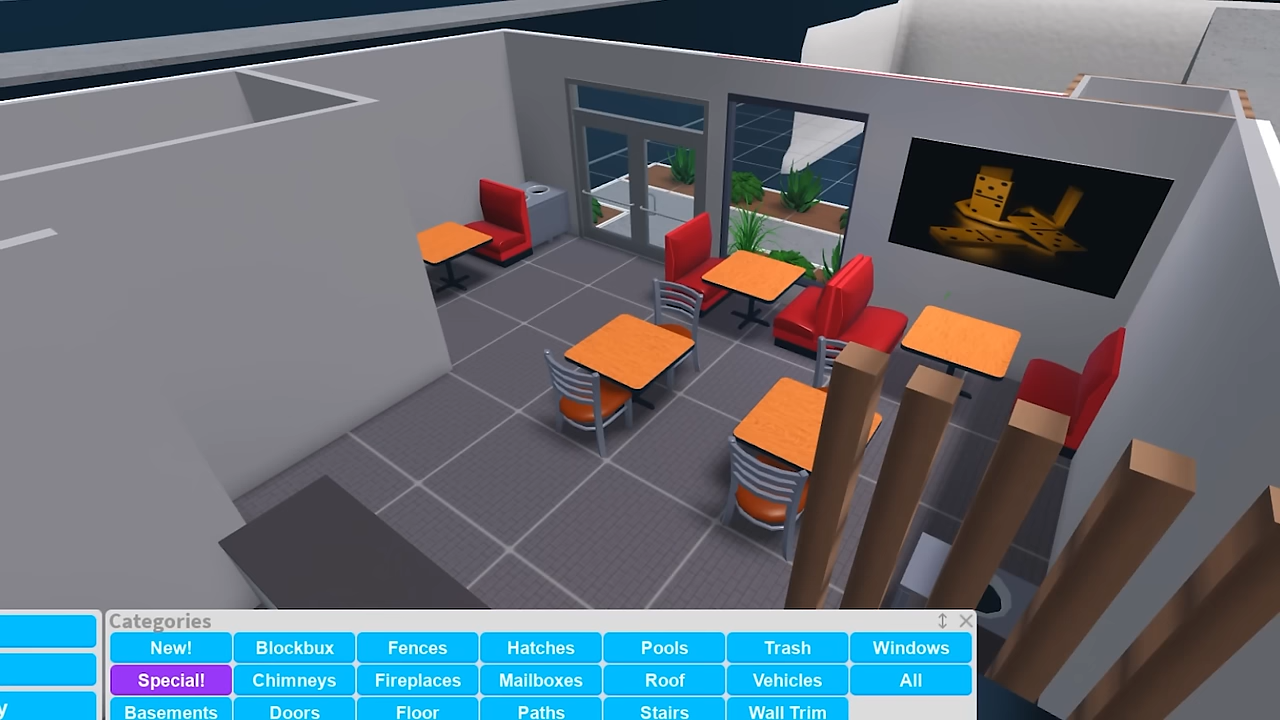 Categories
New! Blockbux Fences Hatches Pools Trash Windows
Special! Chimneys Fireplaces Mailboxes Roof Vehicles All
y Basements Doors Floor Paths Stairs Wall Trim